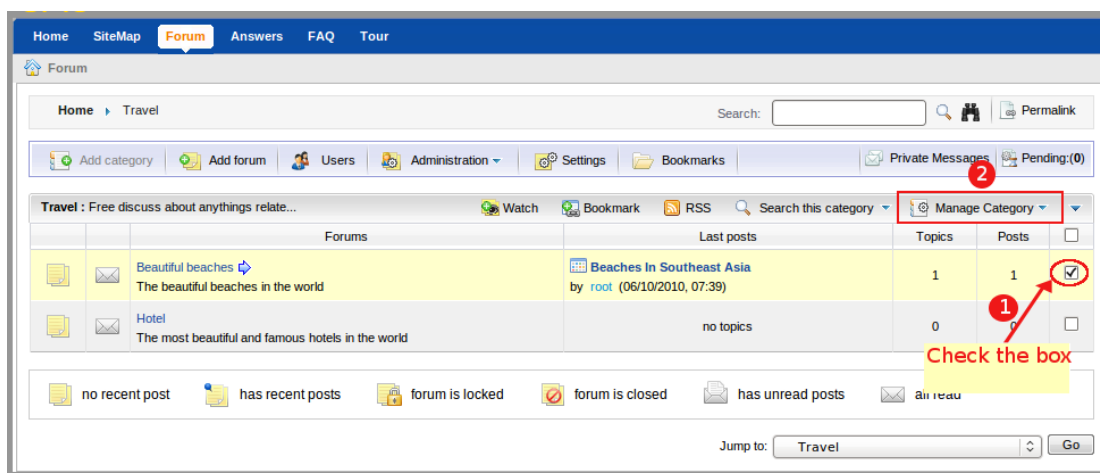 Home SiteMap Forum Answers FAQ Tour
Forum
Home Travel Search: Permalink
Add category Add forum Users Administration Settings Bookmarks Private Messages Pending:(0)
2
Travel : Free discuss about anythings relate... Watch Bookmark RSS Search this category Manage Category
Forums Last posts Topics Posts
Beautiful beaches Beaches In Southeast Asia 1 1
The beautiful beaches in the world by root (06/10/2010, 07:39)
1
Hotel no topics 0 0
The most beautiful and famous hotels in the world
Check the box
no recent post has recent posts forum is locked forum is closed has unread posts all read
Jump to: Travel Go